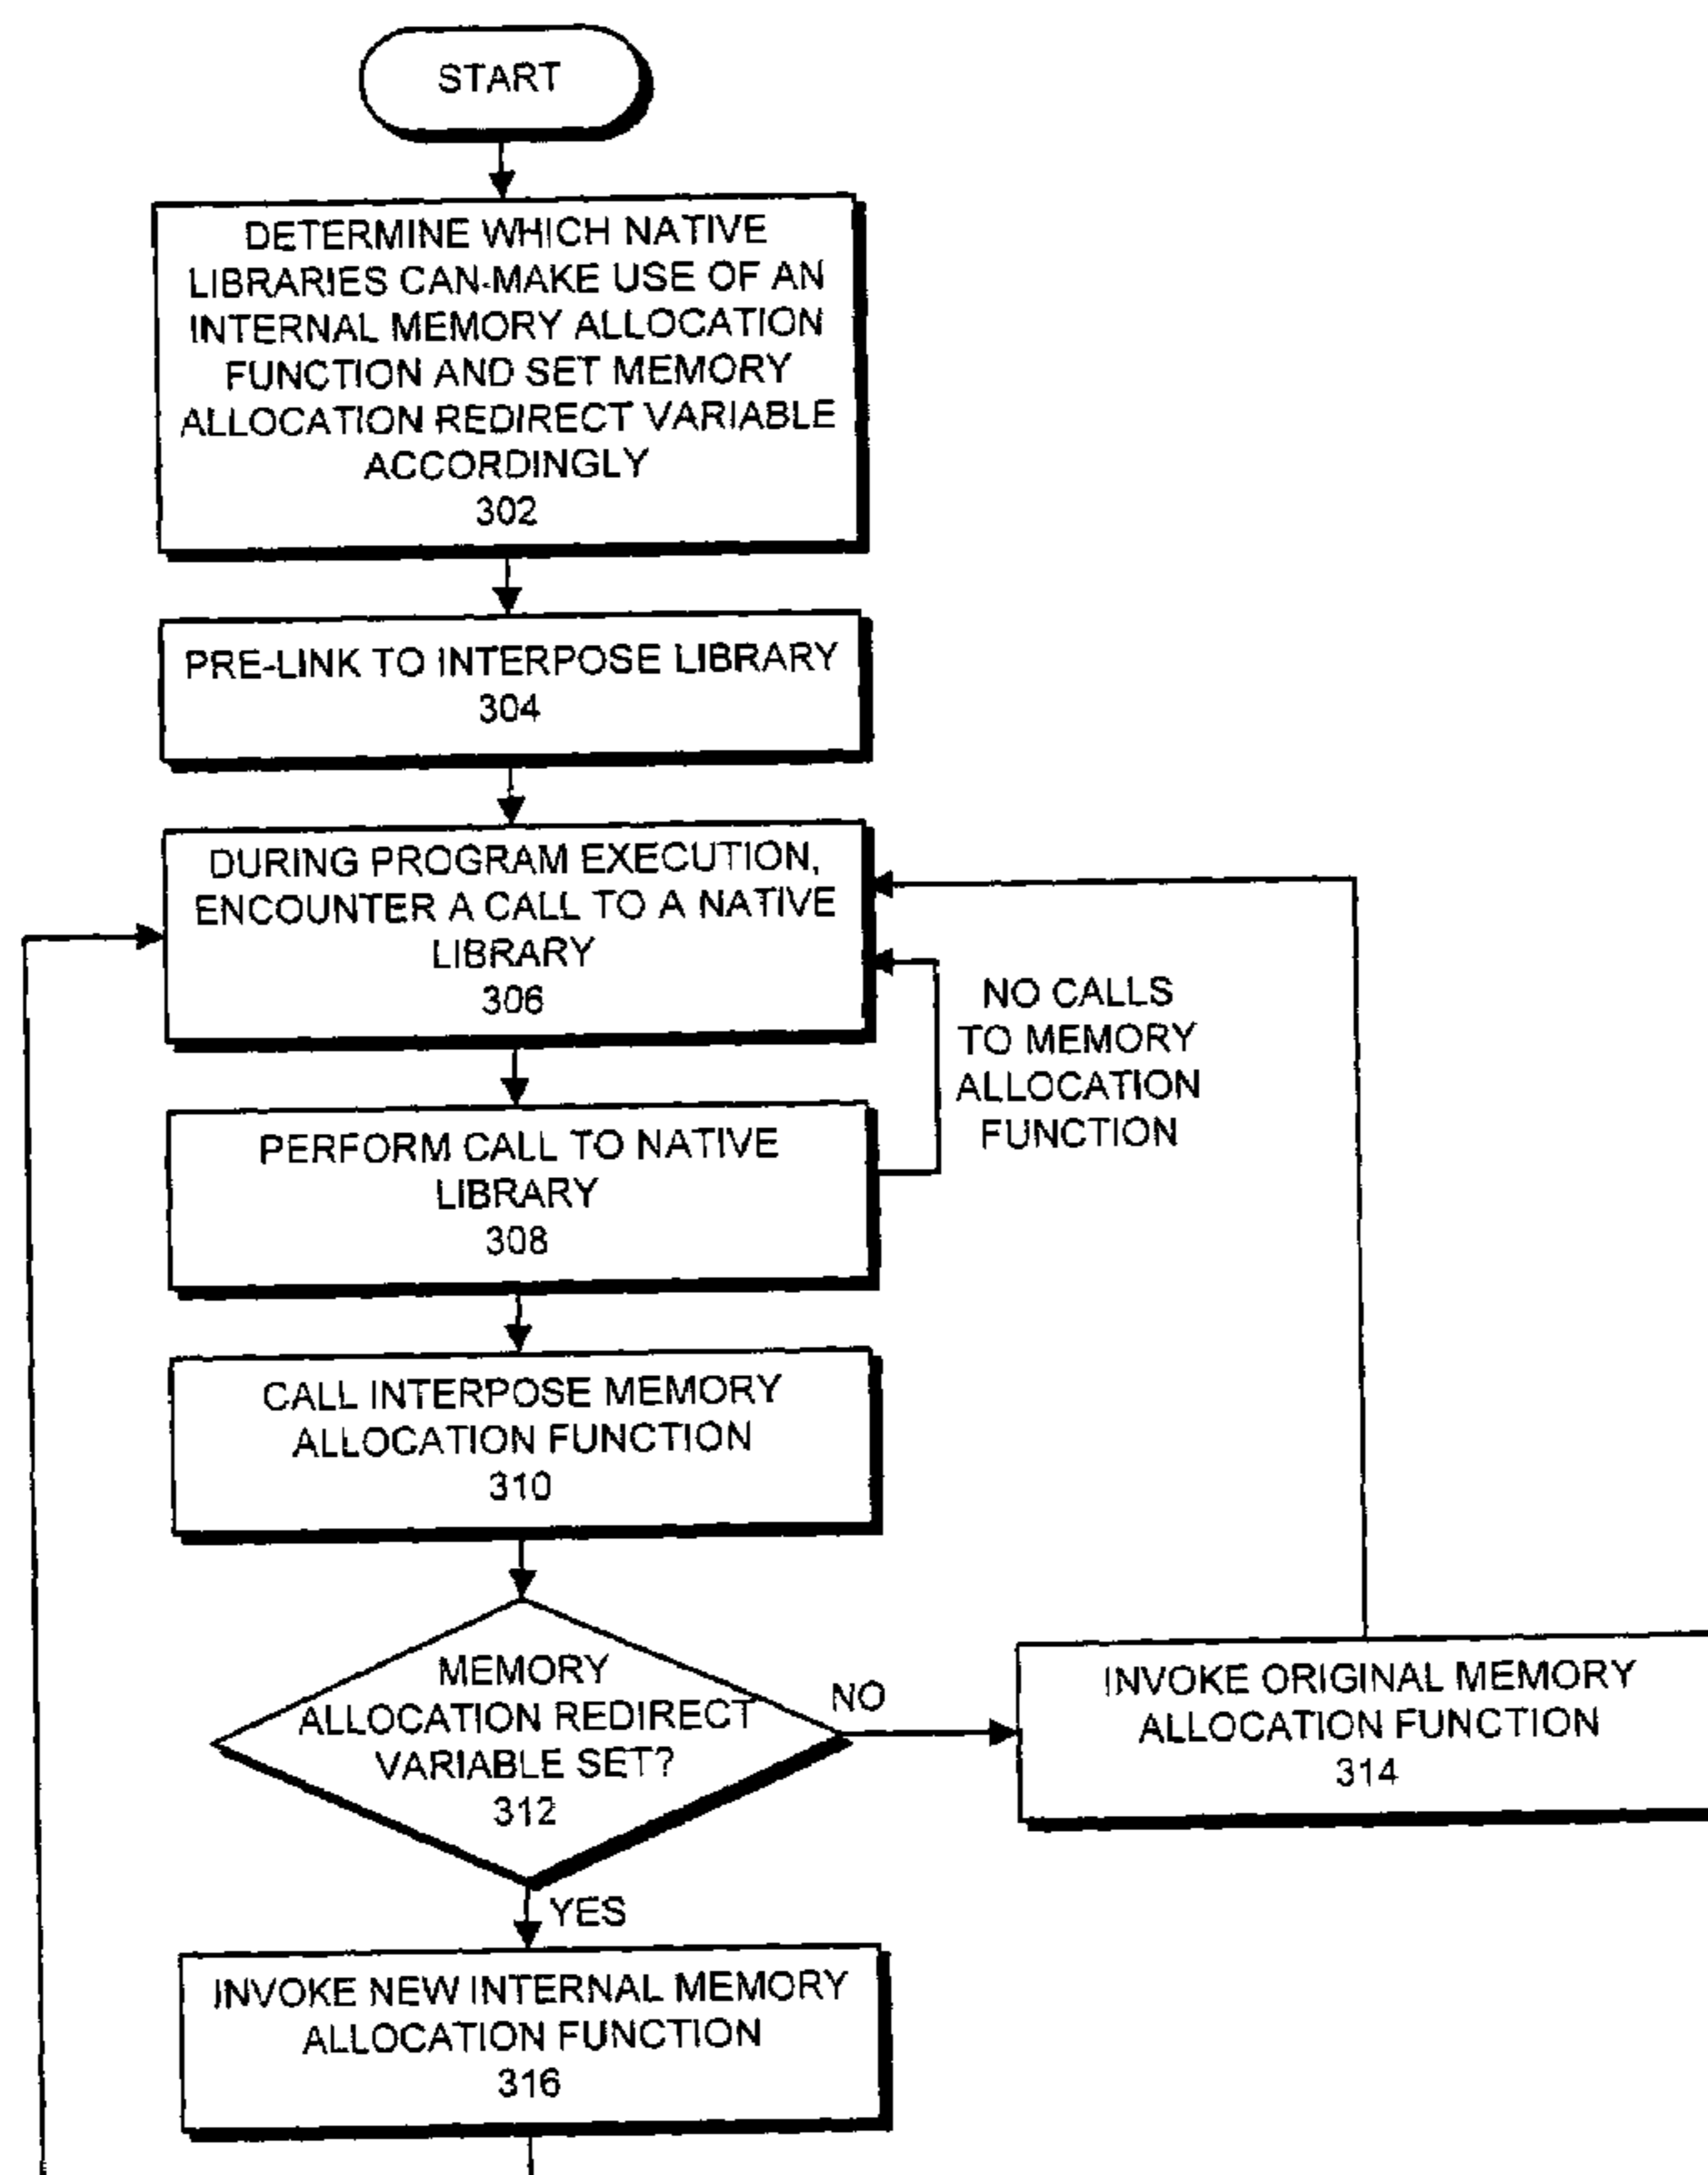 START
DETERMINE WHICH NATIVE
LIBRARIES CAN-MAKE USE OF AN
INTERNAL MEMORY ALLOCATION
FUNCTION AND SET MEMORY
ALLOCATION REDIRECT VARIABLE
ACCORDINGLY
302
PRE-LINK TO INTERPOSE LIBRARY
304
DURING PROGRAM EXECUTION,
ENCOUNTER A CALL TO A NATIVE
LIBRARY
306
NO CALLS
TO MEMORY
ALLOCATION
FUNCTION
PERFORM CALL TO NATIVE
LIBRARY
308
CALL INTERPOSE MEMORY
ALLOCATION FUNCTION
310
MEMORY
ALLOCATION REDIRECT
VARIABLE SET?
312
NO
INVOKE ORIGINAL MEMORY
ALLOCATION FUNCTION
314
YES
INVOKE NEW INTERNAL MEMORY
ALLOCATION FUNCTION
316